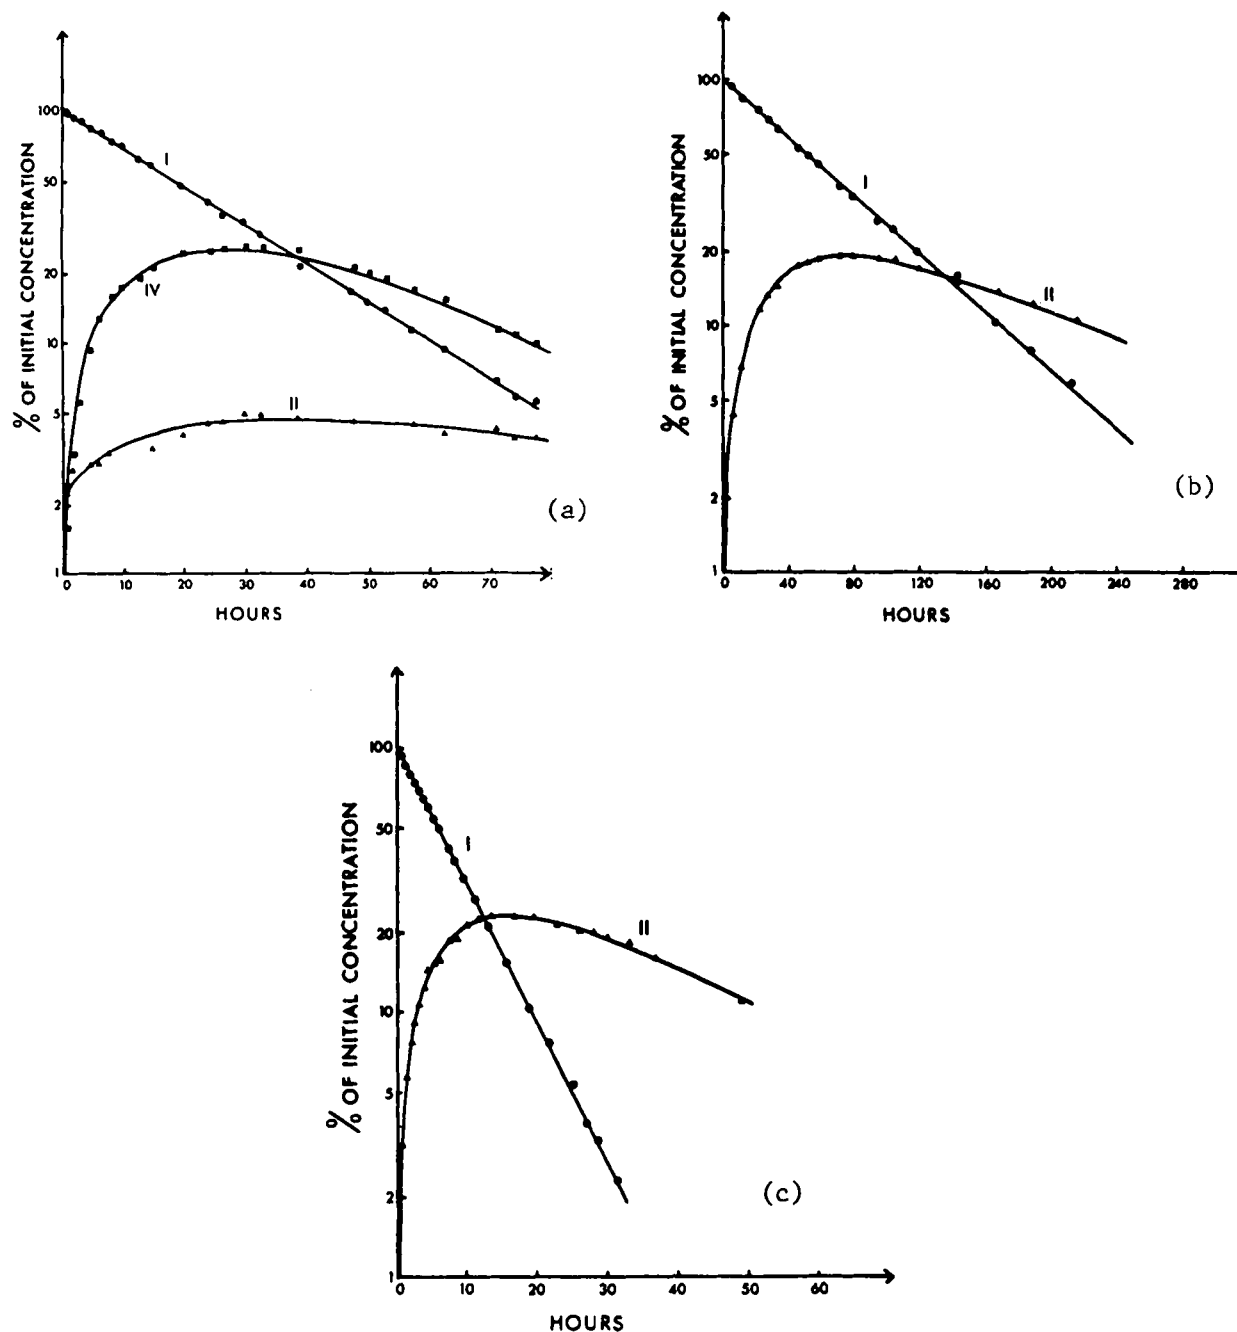 % OF INITIAL CONCENTRATION
100
50
20
10
5
2
1
I
IV
II
0 10 20 30 40 50 60 70
HOURS
(a)
% OF INITIAL CONCENTRATION
100
50
20
10
5
2
1
I
II
0 40 80 120 160 200 240 280
HOURS
(b)
% OF INITIAL CONCENTRATION
100
50
20
10
5
2
1
I
II
0 10 20 30 40 50 60
HOURS
(c)